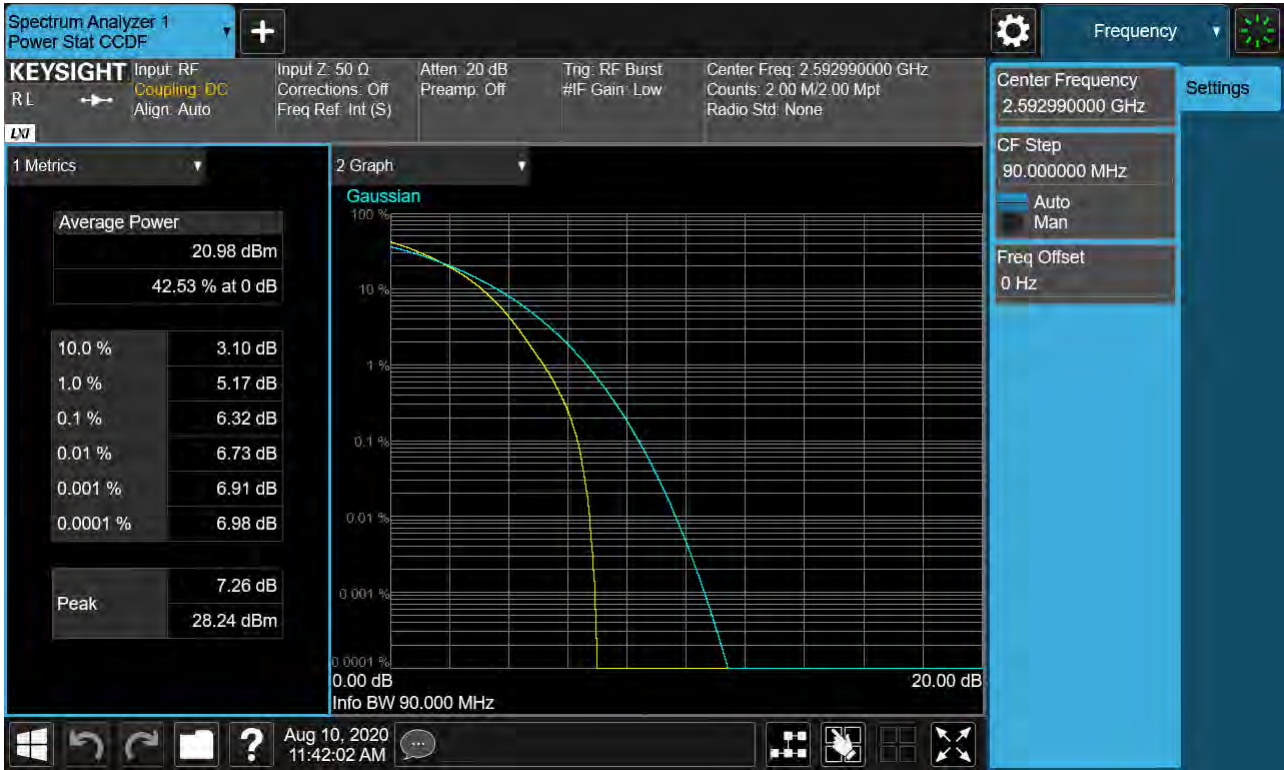 Spectrum Analyzer 1
Power Stat CCDF
Frequency
KEYSIGHT
R L
LXI
Input: RF
Coupling: DC
Align: Auto
Input Z: 50 Ω
Corrections: Off
Freq Ref: Int (S)
Atten: 20 dB
Preamp: Off
Trig: RF Burst
#IF Gain: Low
Center Freq: 2.592990000 GHz
Counts: 2.00 M/2.00 Mpt
Radio Std: None
Center Frequency
2.592990000 GHz
Settings
CF Step
90.000000 MHz
Auto
Man
Freq Offset
0 Hz
1 Metrics
Average Power
20.98 dBm
42.53 % at 0 dB
10.0 % 3.10 dB
1.0 % 5.17 dB
0.1 % 6.32 dB
0.01 % 6.73 dB
0.001 % 6.91 dB
0.0001 % 6.98 dB
Peak
7.26 dB
28.24 dBm
2 Graph
Gaussian
100 %
10 %
1 %
0.1 %
0.01 %
0.001 %
0.0001 %
0.00 dB 20.00 dB
Info BW 90.000 MHz
?
Aug 10, 2020
11:42:02 AM